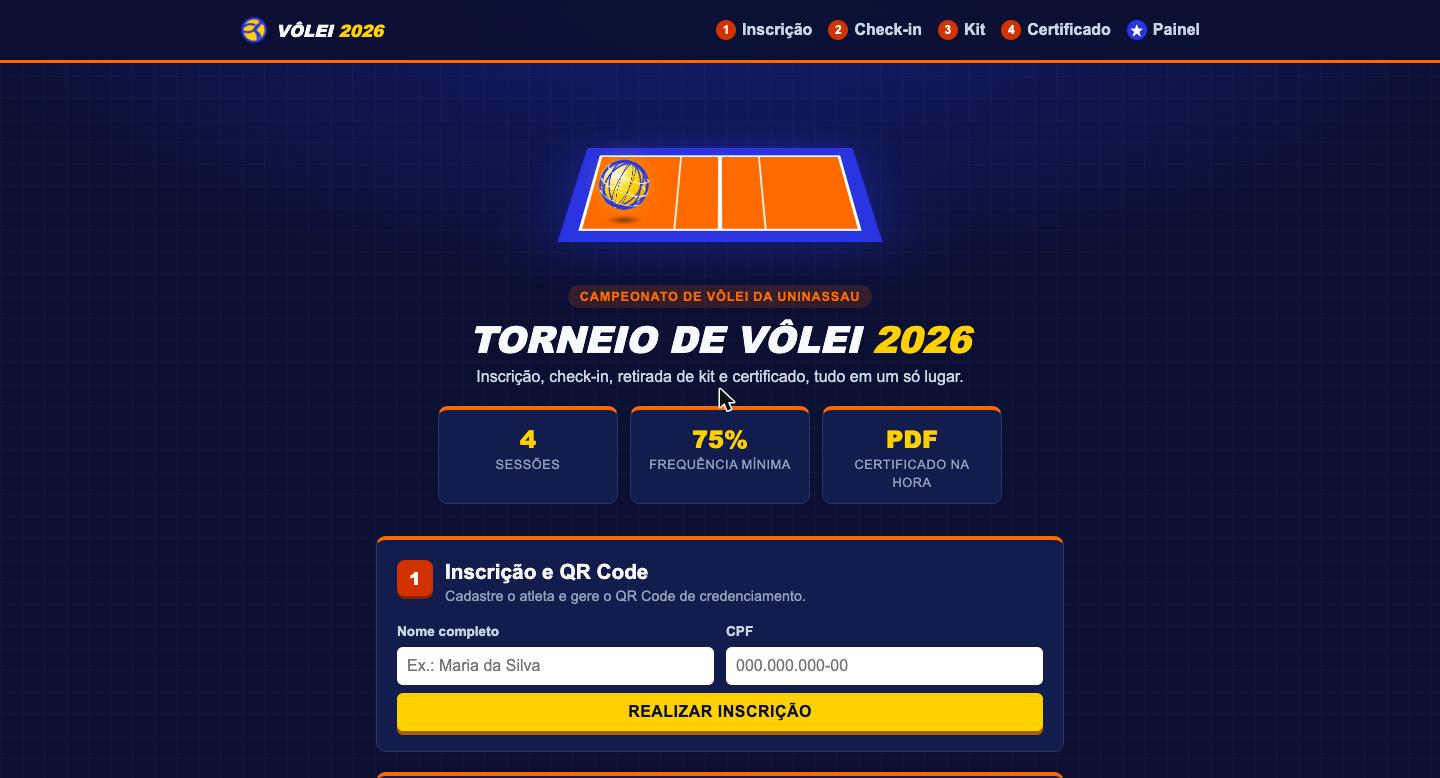 VÔLEI 2026
1 Inscrição
2 Check-in
3 Kit
4 Certificado
Painel
CAMPEONATO DE VÔLEI DA UNINASSAU
TORNEIO DE VÔLEI 2026
Inscrição, check-in, retirada de kit e certificado, tudo em um só lugar.
4
SESSÕES
75%
FREQUÊNCIA MÍNIMA
PDF
CERTIFICADO NA
HORA
1
Inscrição e QR Code
Cadastre o atleta e gere o QR Code de credenciamento.
Nome completo
Ex.: Maria da Silva
CPF
000.000.000-00
REALIZAR INSCRIÇÃO